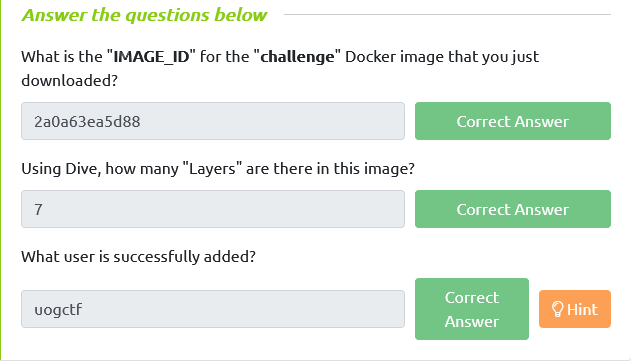 Answer the questions below
What is the "IMAGE_ID" for the "challenge" Docker image that you just
downloaded?
2a0a63ea5d88
Correct Answer
Using Dive, how many "Layers" are there in this image?
7
Correct Answer
What user is successfully added?
uogctf
Correct
Answer
Hint